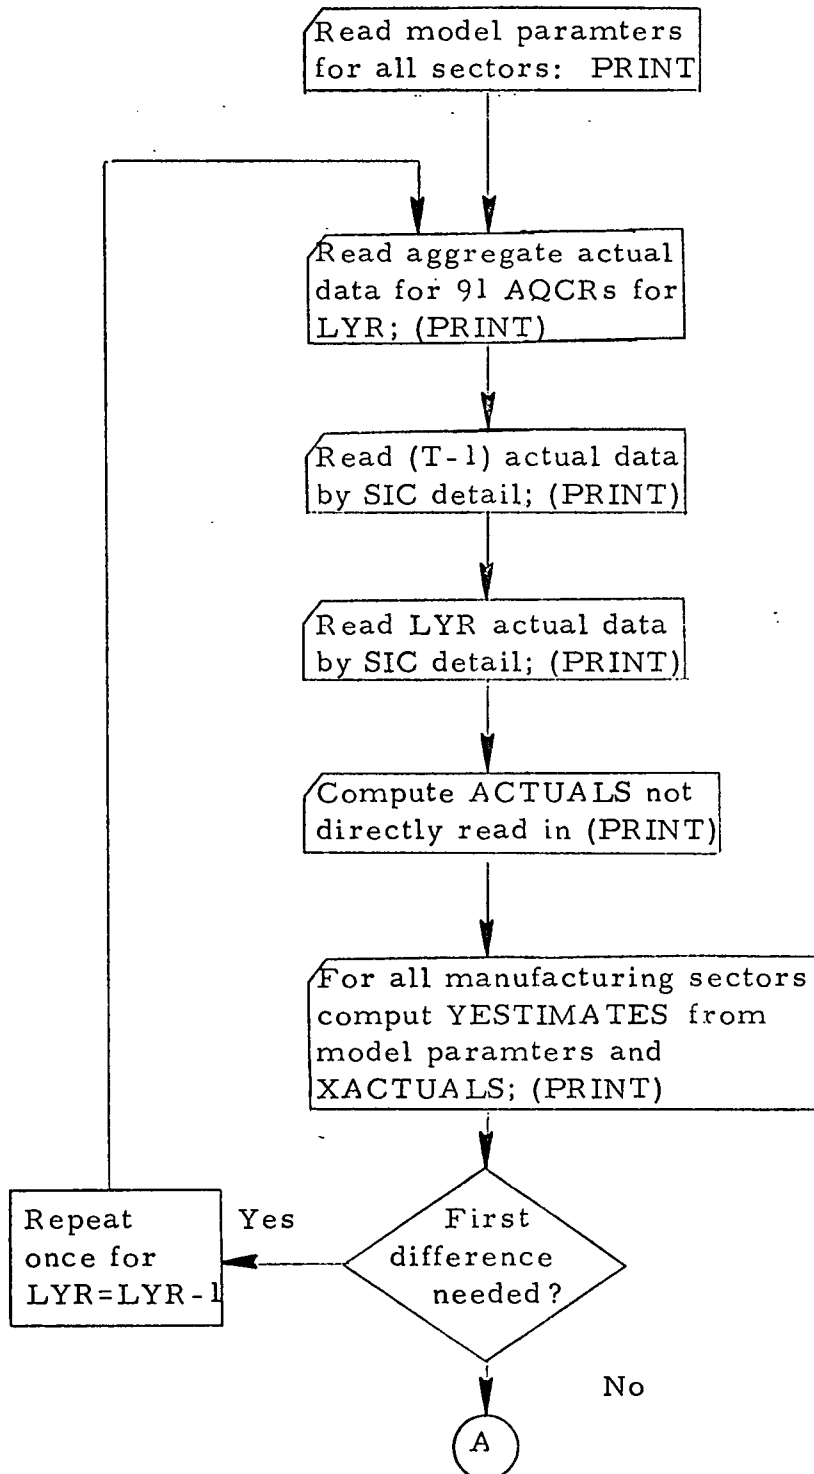 Read model paramters
for all sectors: PRINT
Read aggregate actual
data for 91 AQCRs for
LYR; (PRINT)
Read (T-1) actual data
by SIC detail; (PRINT)
Read LYR actual data
by SIC detail; (PRINT)
Compute ACTUALS not
directly read in (PRINT)
For all manufacturing sectors
comput YESTIMATES from
model paramters and
XACTUALS; (PRINT)
First
difference
needed?
Yes
Repeat
once for
LYR=LYR-1
No
A